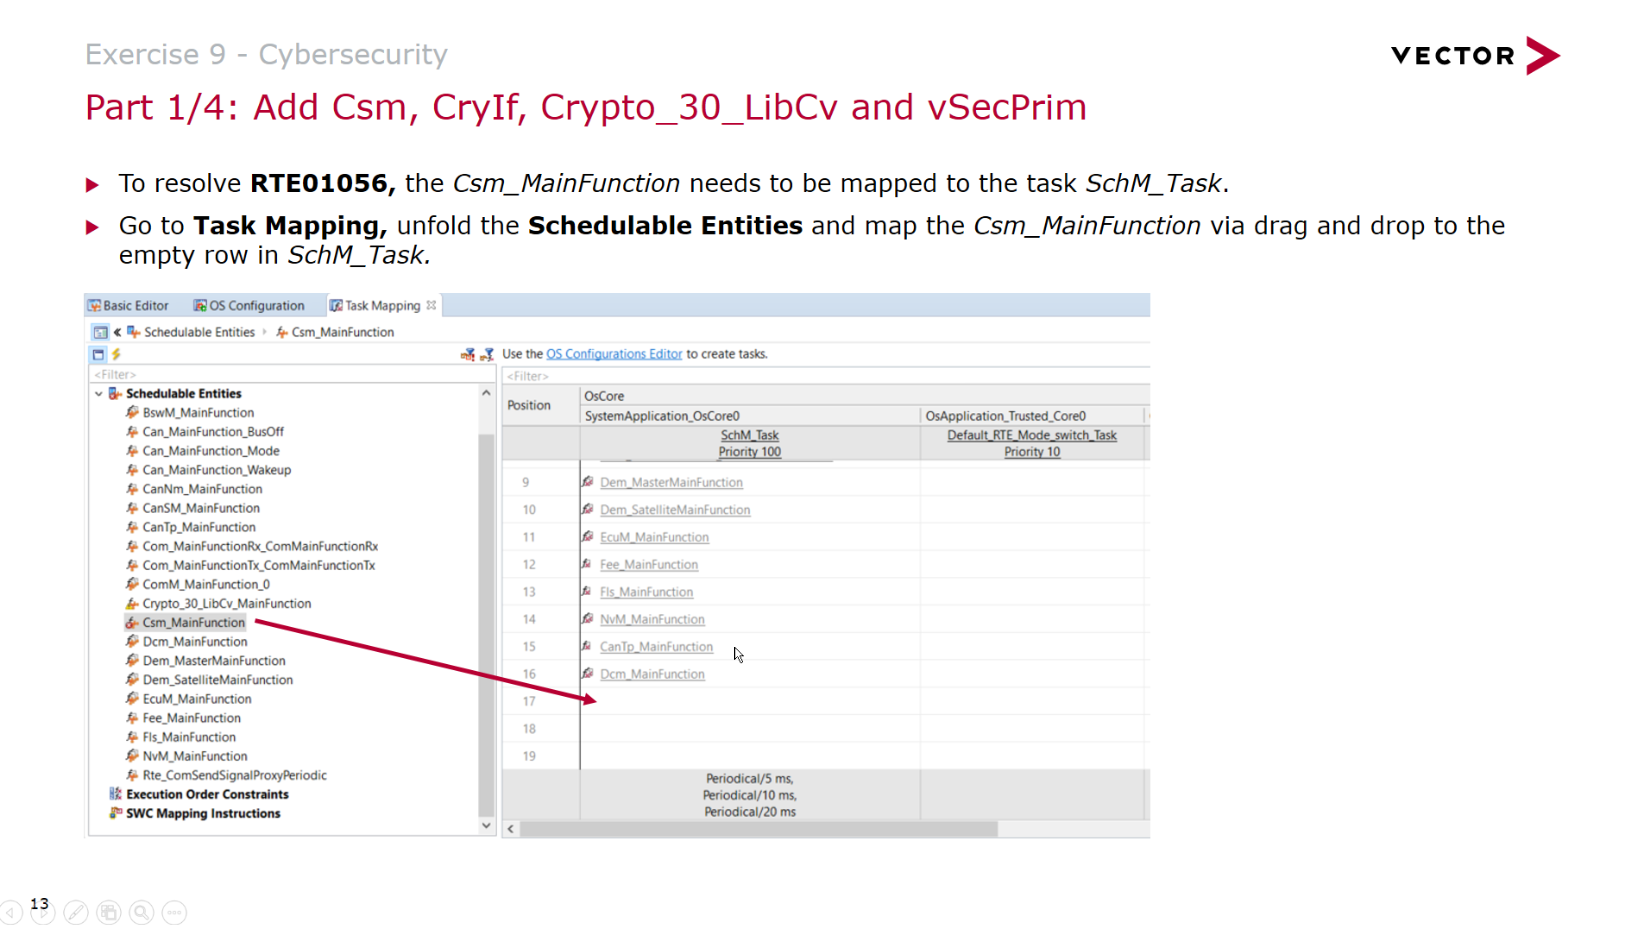 Exercise 9 - Cybersecurity
VECTOR
Part 1/4: Add Csm, CryIf, Crypto_30_LibCv and vSecPrim
To resolve RTE01056, the Csm_MainFunction needs to be mapped to the task SchM_Task.
Go to Task Mapping, unfold the Schedulable Entities and map the Csm_MainFunction via drag and drop to the
empty row in SchM_Task.
Basic Editor
OS Configuration
Task Mapping
Schedulable Entities
Csm_MainFunction
Use the OS Configurations Editor to create tasks.
<Filter>
Schedulable Entities
BswM_MainFunction
Can_MainFunction_BusOff
Can_MainFunction_Mode
Can_MainFunction_Wakeup
CanNm_MainFunction
CanSM_MainFunction
CanTp_MainFunction
Com_MainFunctionRx_ComMainFunctionRx
Com_MainFunctionTx_ComMainFunctionTx
ComM_MainFunction_0
Crypto_30_LibCv_MainFunction
Csm_MainFunction
Dcm_MainFunction
Dem_MasterMainFunction
Dem_SatelliteMainFunction
EcuM_MainFunction
Fee_MainFunction
Fls_MainFunction
NvM_MainFunction
Rte_ComSendSignalProxyPeriodic
Execution Order Constraints
SWC Mapping Instructions
<Filter>
Position
OsCore
SystemApplication_OsCore0
OsApplication_Trusted_Core0
SchM_Task
Priority 100
Default_RTE_Mode_switch_Task
Priority 10
9 Dem_MasterMainFunction
10 Dem_SatelliteMainFunction
11 EcuM_MainFunction
12 Fee_MainFunction
13 Fls_MainFunction
14 NvM_MainFunction
15 CanTp_MainFunction
16 Dcm_MainFunction
17
18
19
Periodical/5 ms,
Periodical/10 ms,
Periodical/20 ms
13